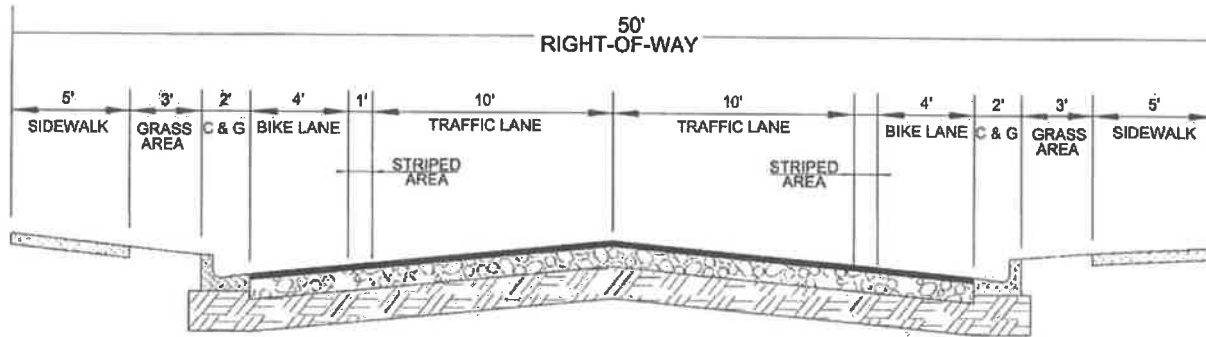 50'
RIGHT-OF-WAY
5' 3' 2' 4' 1' 10' 10' 4' 2' 3' 5'
SIDEWALK GRASS AREA C & G BIKE LANE TRAFFIC LANE TRAFFIC LANE BIKE LANE C & G GRASS AREA SIDEWALK
STRIPED AREA STRIPED AREA